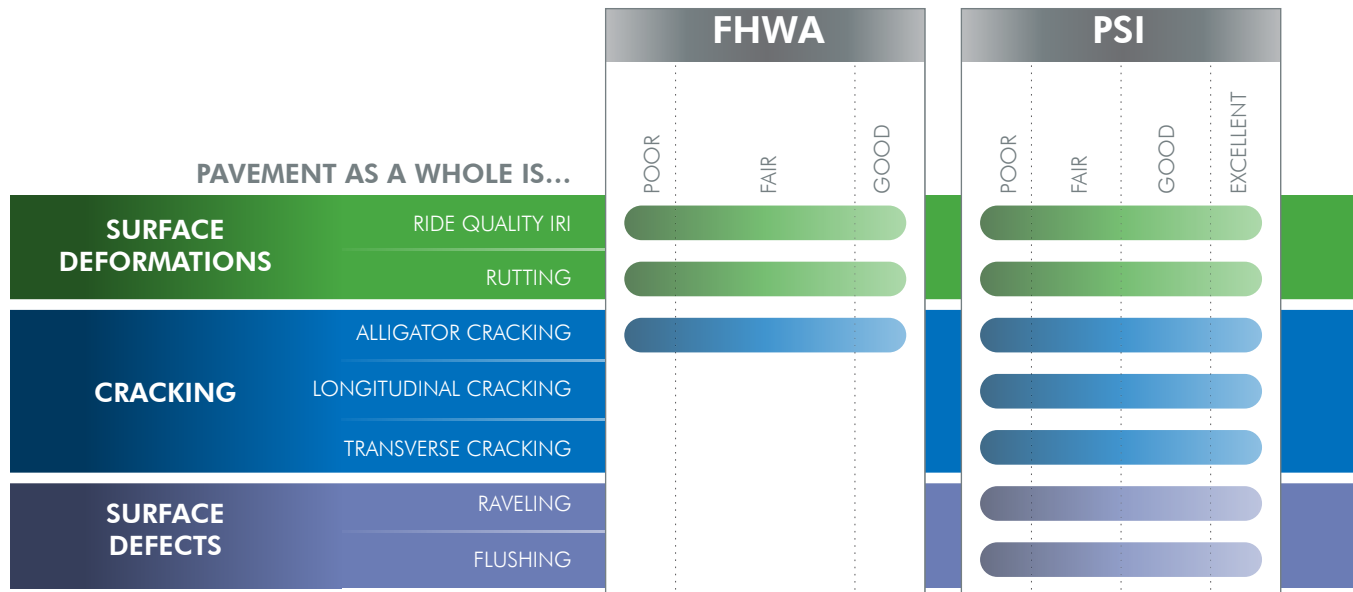 FHWA
PSI
POOR
FAIR
GOOD
POOR
FAIR
GOOD
EXCELLENT
PAVEMENT AS A WHOLE IS...
SURFACE
DEFORMATIONS
RIDE QUALITY IRI
RUTTING
CRACKING
ALLIGATOR CRACKING
LONGITUDINAL CRACKING
TRANSVERSE CRACKING
SURFACE
DEFECTS
RAVELING
FLUSHING